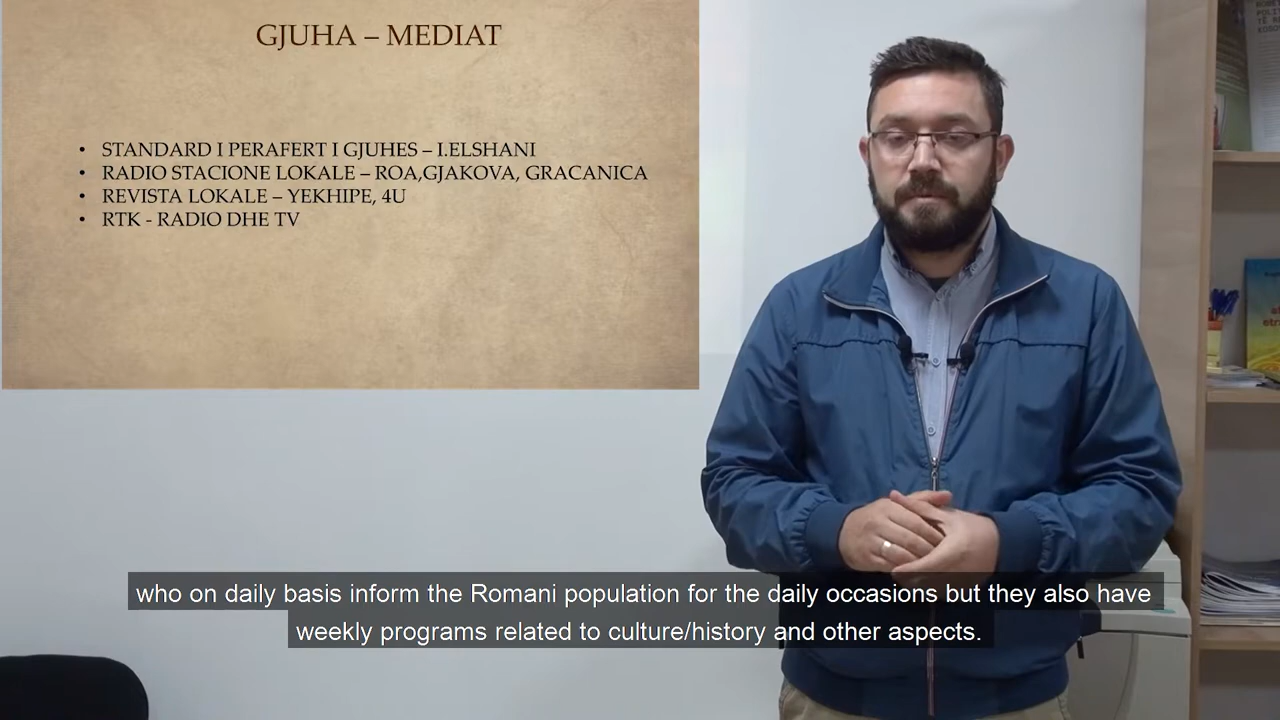 GJUHA – MEDIAT
• STANDARD I PERAFERT I GJUHES – I.ELSHANI
• RADIO STACIONE LOKALE – ROA,GJAKOVA, GRACANICA
• REVISTA LOKALE – YEKHIPE, 4U
• RTK - RADIO DHE TV
who on daily basis inform the Romani population for the daily occasions but they also have
weekly programs related to culture/history and other aspects.